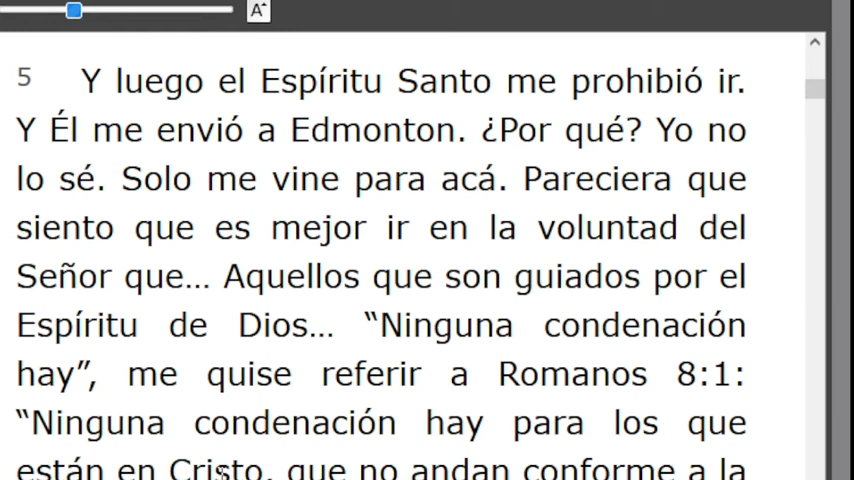 A
5 Y luego el Espíritu Santo me prohibió ir.
Y Él me envió a Edmonton. ¿Por qué? Yo no
lo sé. Solo me vine para acá. Pareciera que
siento que es mejor ir en la voluntad del
Señor que… Aquellos que son guiados por el
Espíritu de Dios… “Ninguna condenación
hay”, me quise referir a Romanos 8:1:
“Ninguna condenación hay para los que
están en Cristo, que no andan conforme a la